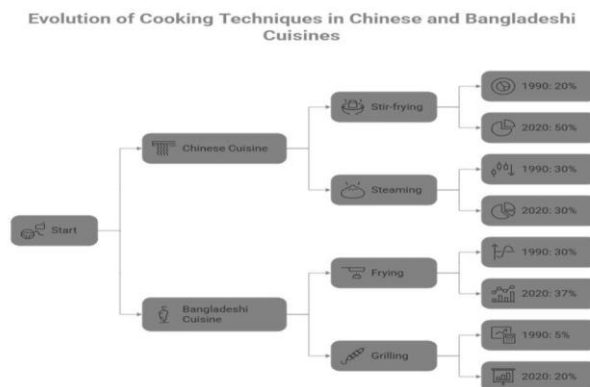 Evolution of Cooking Techniques in Chinese and Bangladeshi
Cuisines
Start
Chinese Cuisine
Stir-frying
1990: 20%
2020: 50%
Steaming
1990: 30%
2020: 30%
Bangladeshi
Cuisine
Frying
1990: 30%
2020: 37%
Grilling
1990: 5%
2020: 20%